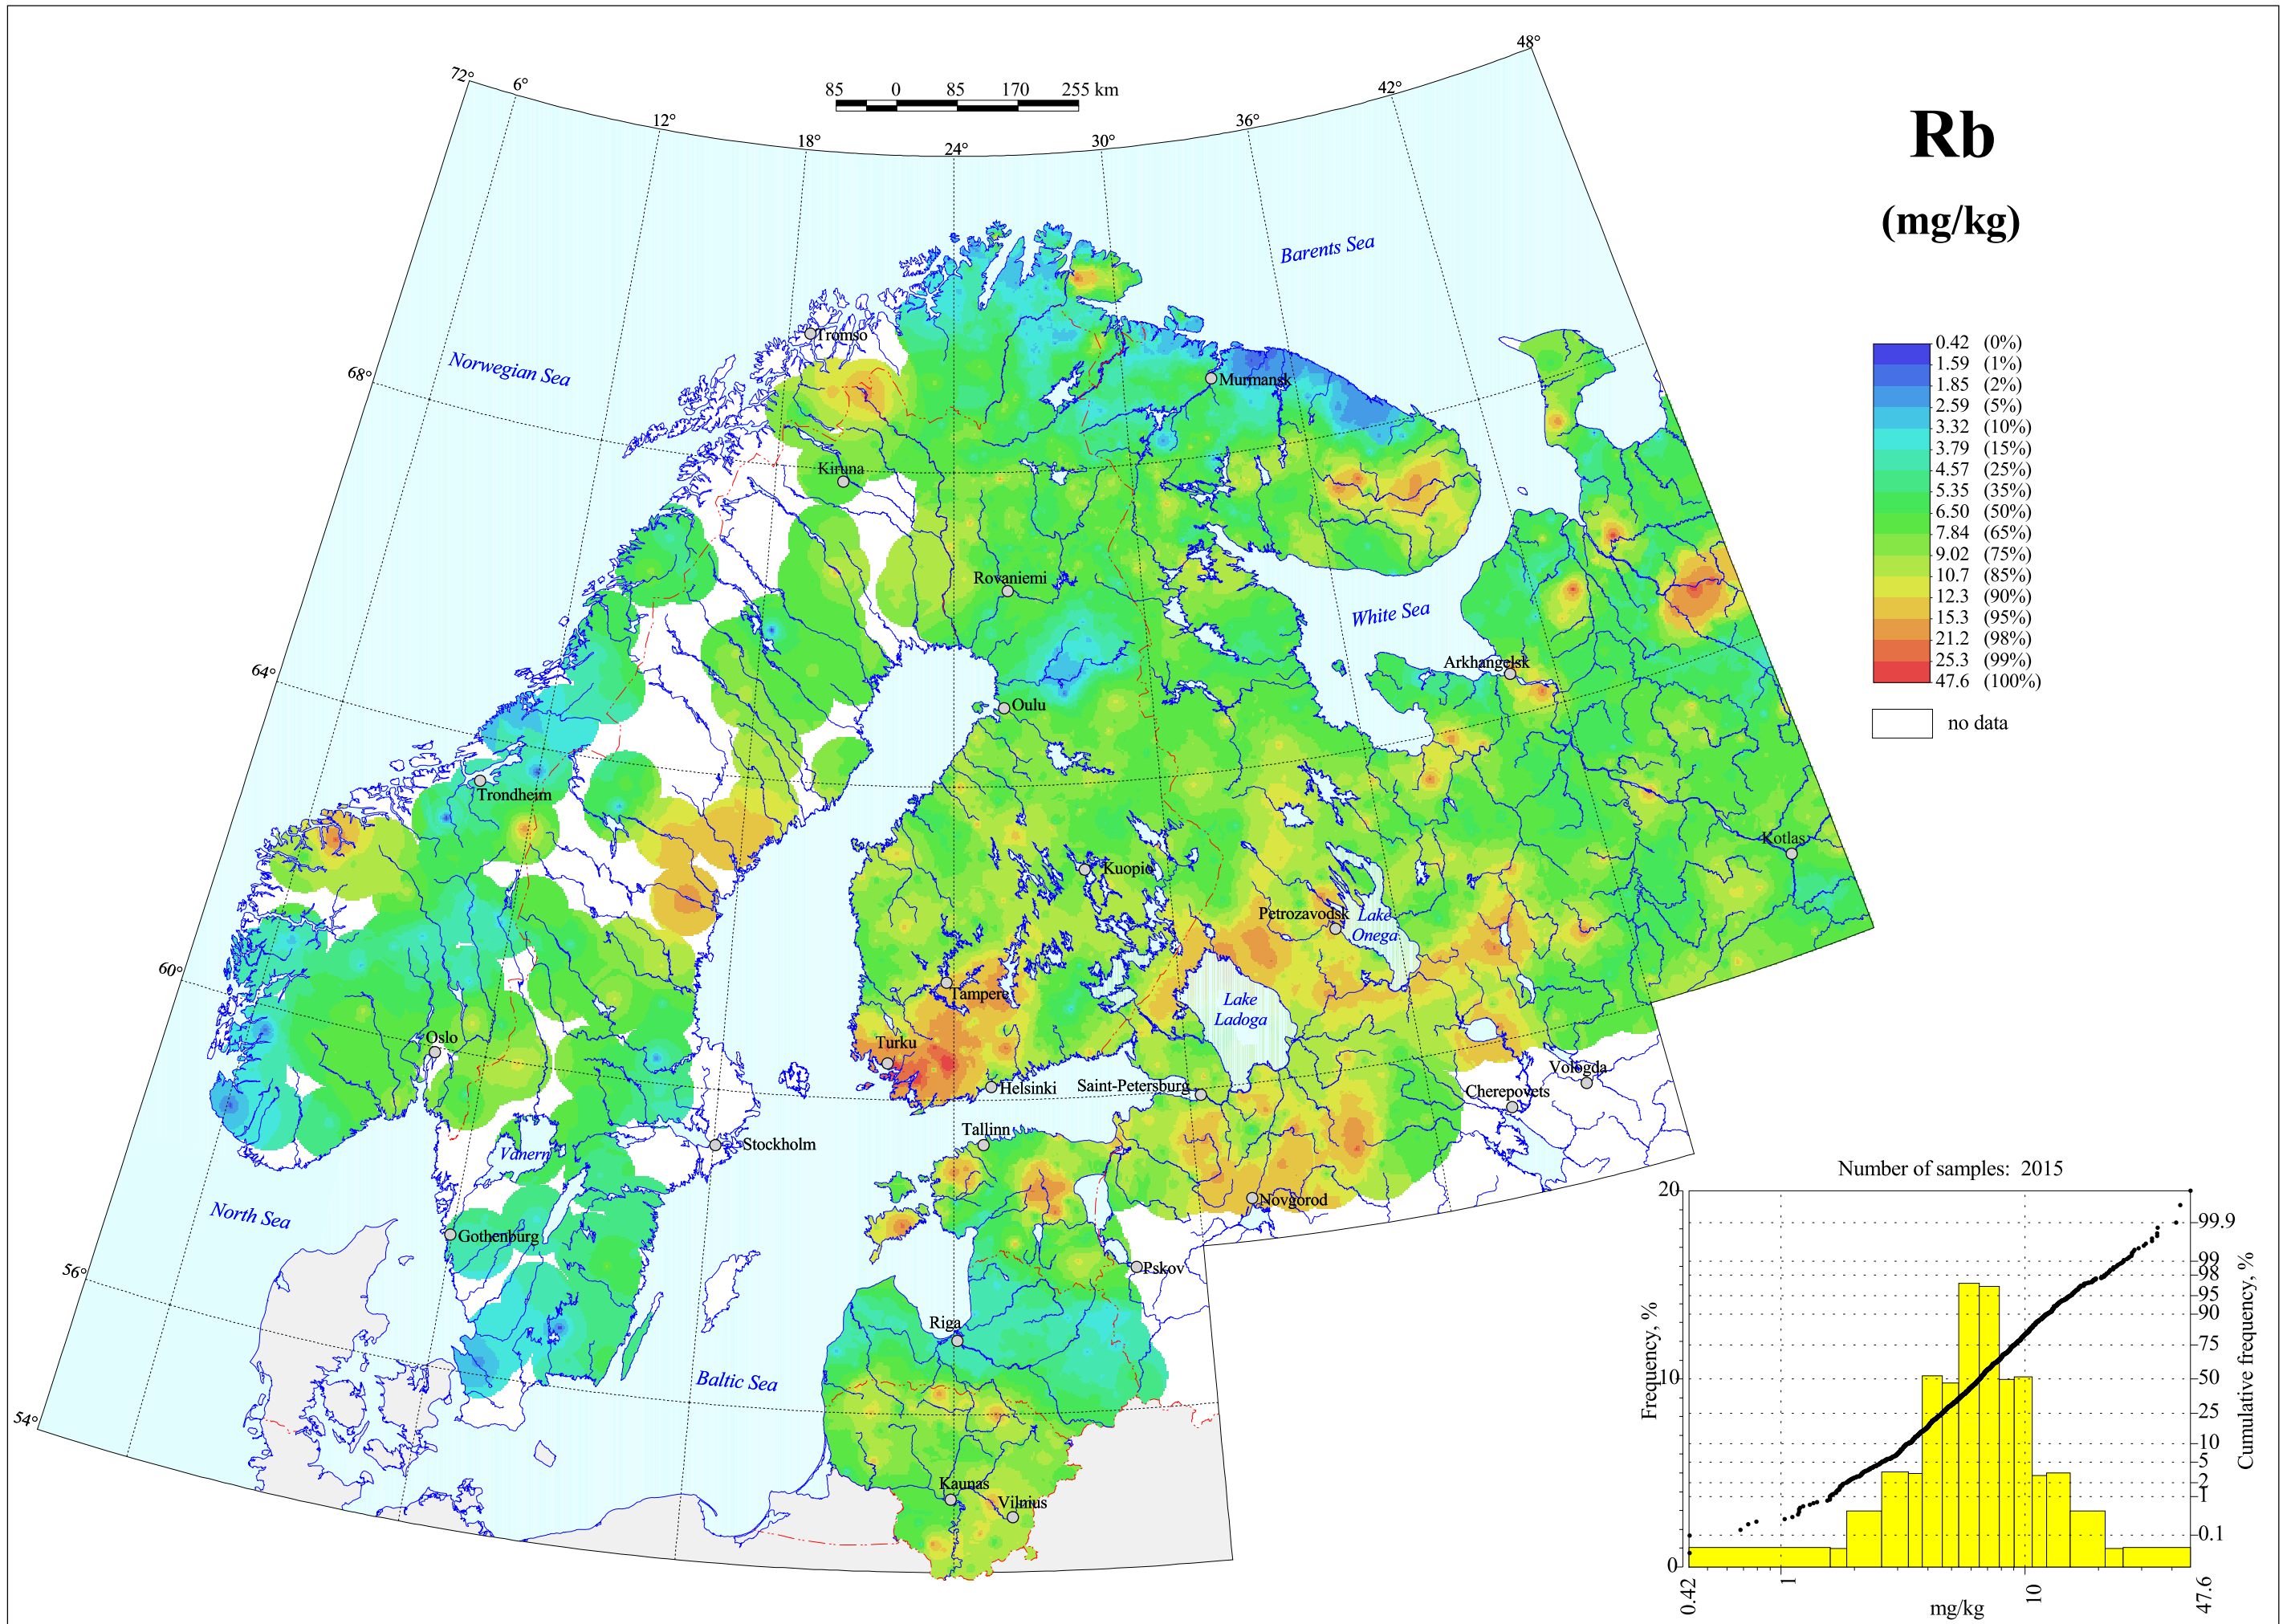 48°
72°
6°
42°
85 0 85 170 255 km
12°
36°
18°
30°
24°
Rb
(mg/kg)
Barents Sea
Tromso
Norwegian Sea
68°
Murmansk
0.42 (0%)
1.59 (1%)
1.85 (2%)
2.59 (5%)
3.32 (10%)
3.79 (15%)
4.57 (25%)
5.35 (35%)
6.50 (50%)
7.84 (65%)
9.02 (75%)
10.7 (85%)
12.3 (90%)
15.3 (95%)
21.2 (98%)
25.3 (99%)
47.6 (100%)
no data
Kiruna
Rovaniemi
White Sea
Arkhangelsk
64°
Oulu
Trondheim
Kotlas
Kuopio
Petrozavodsk
Lake
Onega
60°
Tampere
Lake
Ladoga
Oslo
Turku
Helsinki
Saint-Petersburg
Vologda
Cherepovets
Tallinn
Stockholm
Vanern
Novgorod
North Sea
Gothenburg
Pskov
56°
Riga
Baltic Sea
54°
Kaunas
Vilnius
Number of samples: 2015
20
99.9
99
98
95
90
75
10
50
25
10
5
2
1
0.1
0
Frequency, %
Cumulative frequency, %
0.42
1
10
47.6
mg/kg